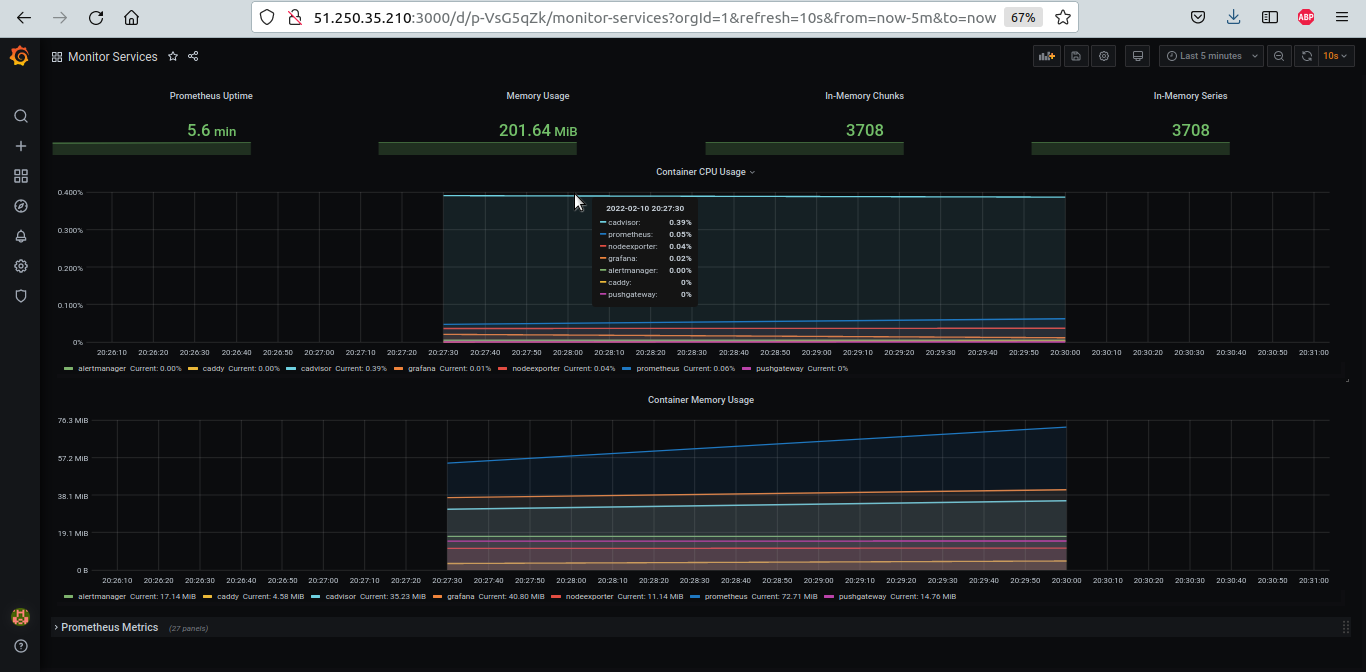 51.250.35.210:3000/d/p-VsG5qZk/monitor-services?orgId=1&refresh=10s&from=now-5m&to=now 67% ABP
Monitor Services Last 5 minutes 10s
Prometheus Uptime Memory Usage In-Memory Chunks In-Memory Series
5.6 min 201.64 MiB 3708 3708
Container CPU Usage
0.400%
2022-02-10 20:27:30
cadvisor: 0.39%
0.300%
prometheus: 0.05%
nodeexporter: 0.04%
grafana: 0.02%
0.200%
alertmanager: 0.00%
caddy: 0%
pushgateway: 0%
0.100%
0%
20:26:10 20:26:20 20:26:30 20:26:40 20:26:50 20:27:00 20:27:10 20:27:20 20:27:30 20:27:40 20:27:50 20:28:00 20:28:10 20:28:20 20:28:30 20:28:40 20:28:50 20:29:00 20:29:10 20:29:20 20:29:30 20:29:40 20:29:50 20:30:00 20:30:10 20:30:20 20:30:30 20:30:40 20:30:50 20:31:00
alertmanager Current: 0.00% caddy Current: 0.00% cadvisor Current: 0.39% grafana Current: 0.01% nodeexporter Current: 0.04% prometheus Current: 0.06% pushgateway Current: 0%
Container Memory Usage
76.3 MiB
57.2 MiB
38.1 MiB
19.1 MiB
0 B
20:26:10 20:26:20 20:26:30 20:26:40 20:26:50 20:27:00 20:27:10 20:27:20 20:27:30 20:27:40 20:27:50 20:28:00 20:28:10 20:28:20 20:28:30 20:28:40 20:28:50 20:29:00 20:29:10 20:29:20 20:29:30 20:29:40 20:29:50 20:30:00 20:30:10 20:30:20 20:30:30 20:30:40 20:30:50 20:31:00
alertmanager Current: 17.14 MiB caddy Current: 4.58 MiB cadvisor Current: 35.23 MiB grafana Current: 40.80 MiB nodeexporter Current: 11.14 MiB prometheus Current: 72.71 MiB pushgateway Current: 14.76 MiB
Prometheus Metrics (27 panels)